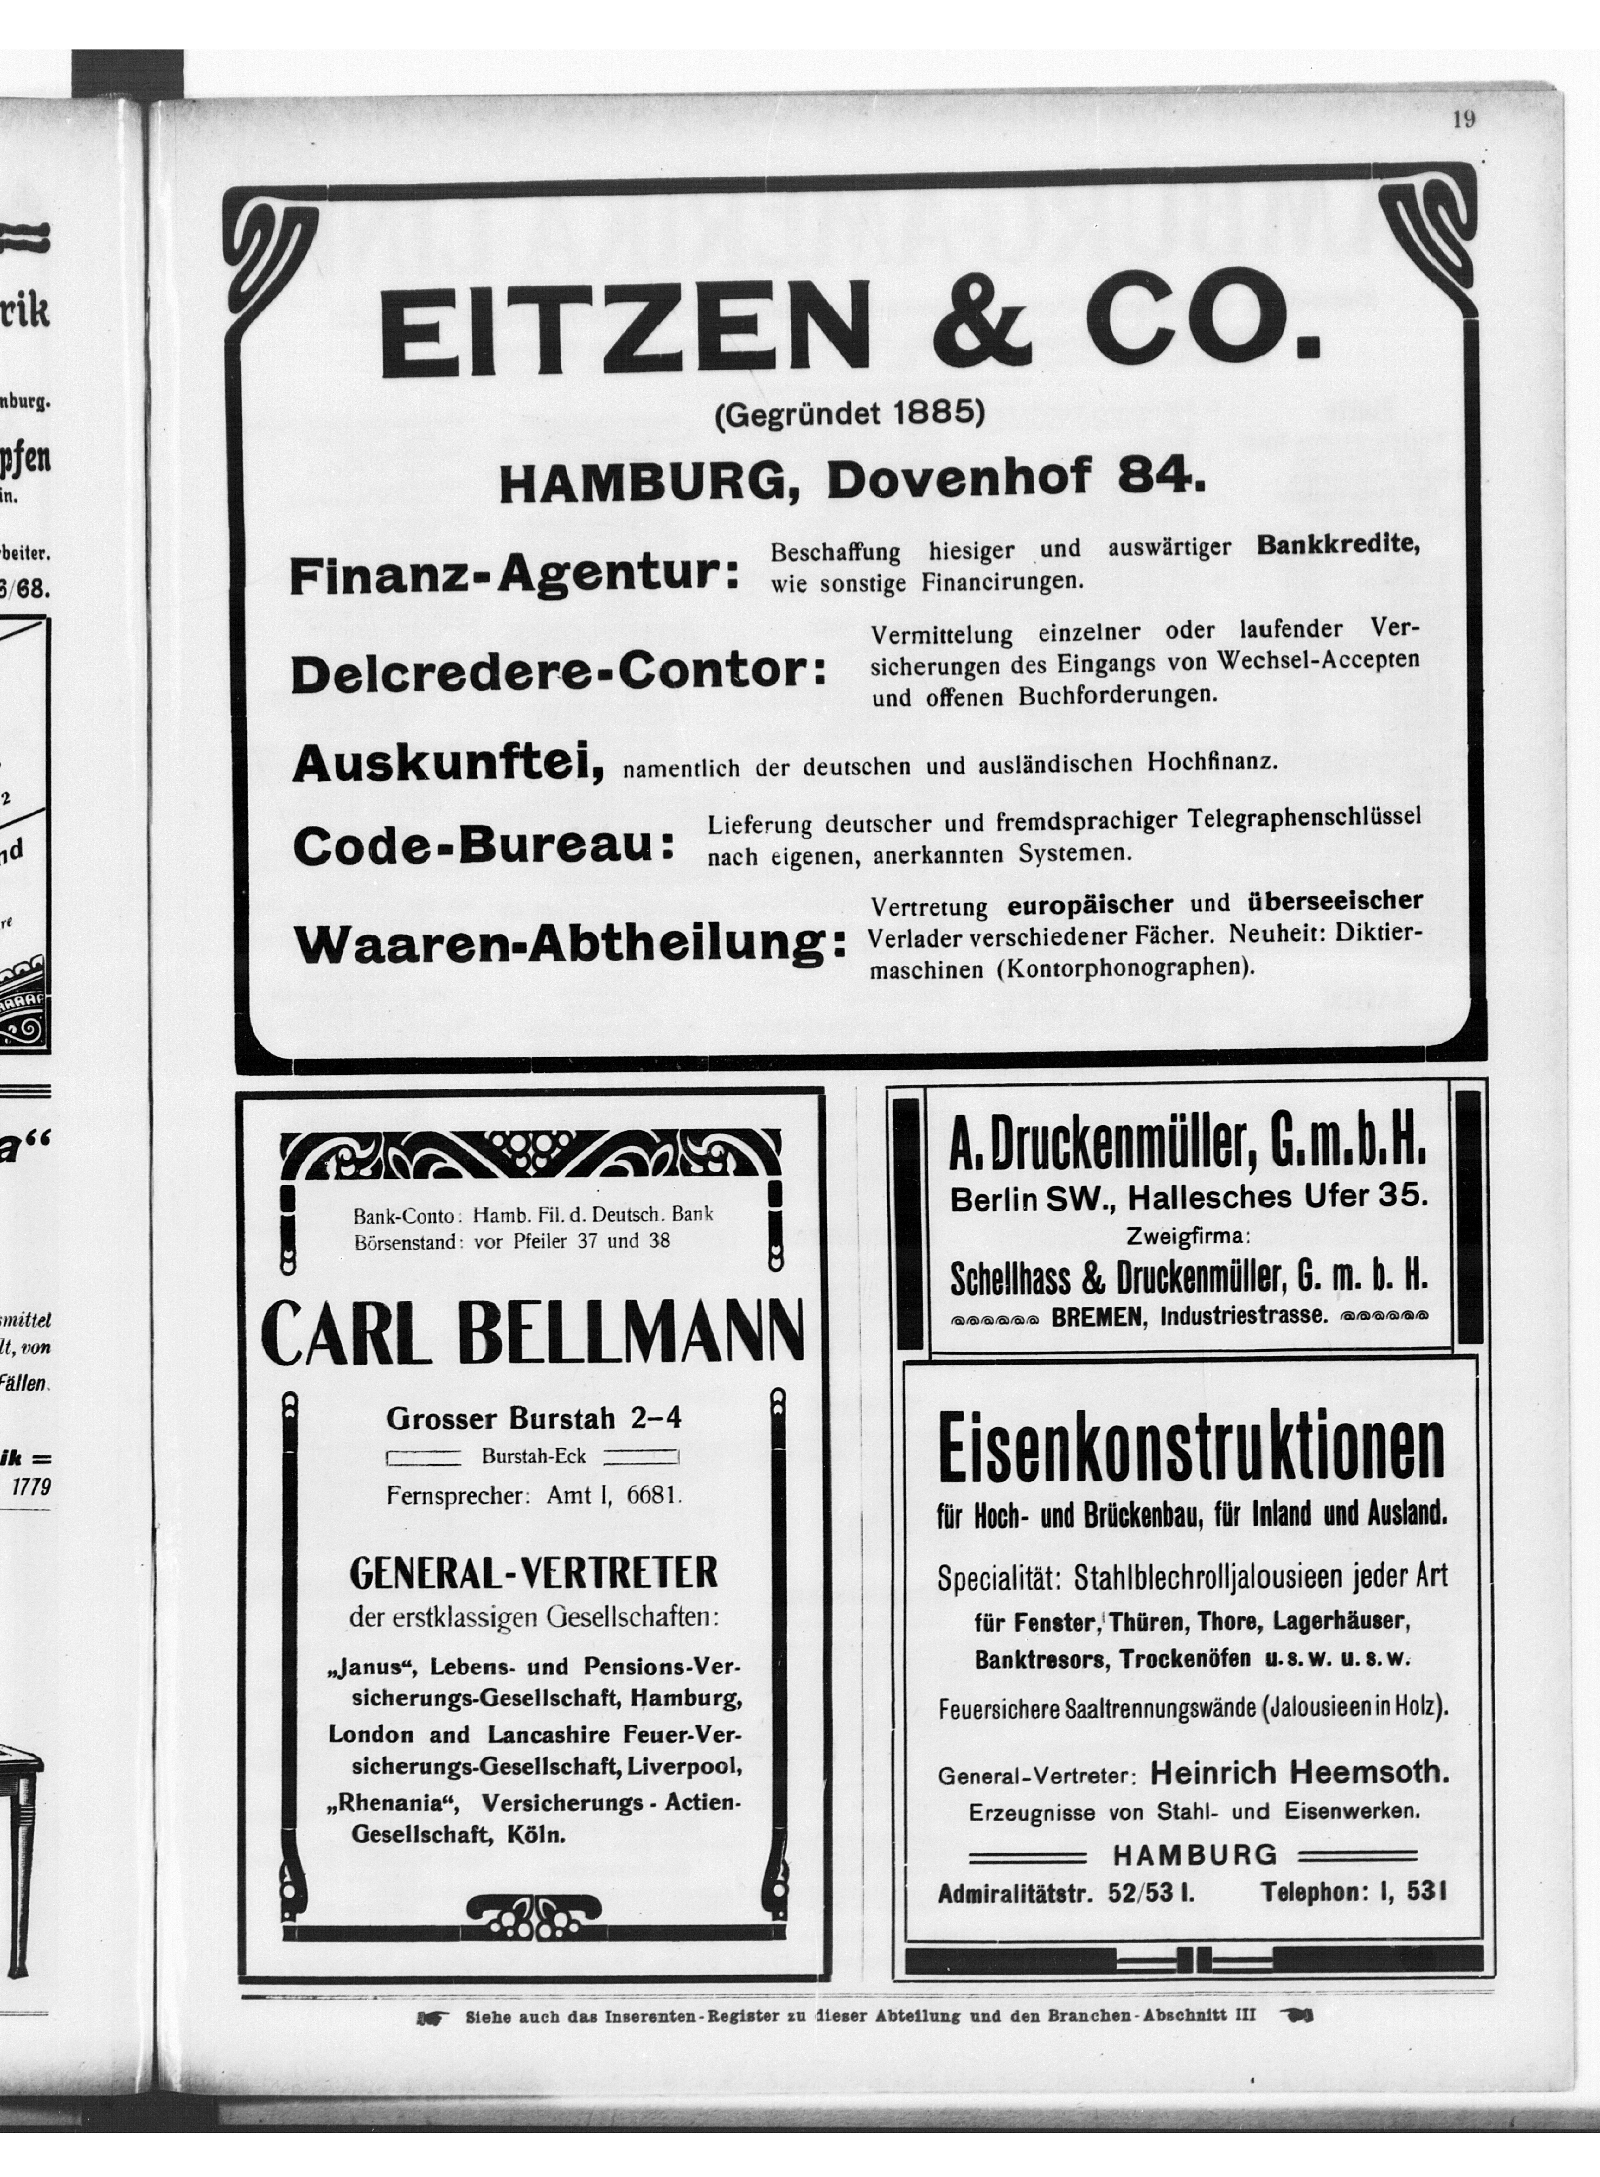 19
EITZEN & CO.
(Gegründet 1885)
HAMBURG, Dovenhof 84.
Finanz-Agentur: Beschaffung hiesiger und auswärtiger Bankkredite,
wie sonstige Financirungen.
Delcredere-Contor: Vermittelung einzelner oder laufender Ver-
sicherungen des Eingangs von Wechsel-Accepten
und offenen Buchforderungen.
Auskunftei, namentlich der deutschen und ausländischen Hochfinanz.
Code-Bureau: Lieferung deutscher und fremdsprachiger Telegraphenschlüssel
nach eigenen, anerkannten Systemen.
Waaren-Abtheilung: Vertretung europäischer und überseeischer
Verlader verschiedener Fächer. Neuheit: Diktier-
maschinen (Kontorphonographen).
Bank-Conto: Hamb. Fil. d. Deutsch. Bank
Börsenstand: vor Pfeiler 37 und 38
CARL BELLMANN
Grosser Burstah 2–4
Burstah-Eck
Fernsprecher: Amt I, 6681.
GENERAL-VERTRETER
der erstklassigen Gesellschaften:
„Janus“, Lebens- und Pensions-Ver-
sicherungs-Gesellschaft, Hamburg,
London and Lancashire Feuer-Ver-
sicherungs-Gesellschaft, Liverpool,
„Rhenania“, Versicherungs-Actien-
Gesellschaft, Köln.
A. Druckenmüller, G.m.b.H.
Berlin SW., Hallesches Ufer 35.
Zweigfirma:
Schellhass & Druckenmüller, G. m. b. H.
BREMEN, Industriestrasse.
Eisenkonstruktionen
für Hoch- und Brückenbau, für Inland und Ausland.
Specialität: Stahlblechrolljalousieen jeder Art
für Fenster, Thüren, Thore, Lagerhäuser,
Banktresors, Trockenöfen u.s.w. u.s.w.
Feuersichere Saaltrennungswände (Jalousieen in Holz).
General-Vertreter: Heinrich Heemsoth.
Erzeugnisse von Stahl- und Eisenwerken.
HAMBURG
Admiralitätstr. 52/53 I. Telephon: I, 531
Siehe auch das Inserenten-Register zu dieser Abteilung und den Branchen-Abschnitt III
rik
nburg.
pfen
in.
beiter.
6/68.
2
nd
re
a“
smittel
lt, von
Fällen.
ik =
1779